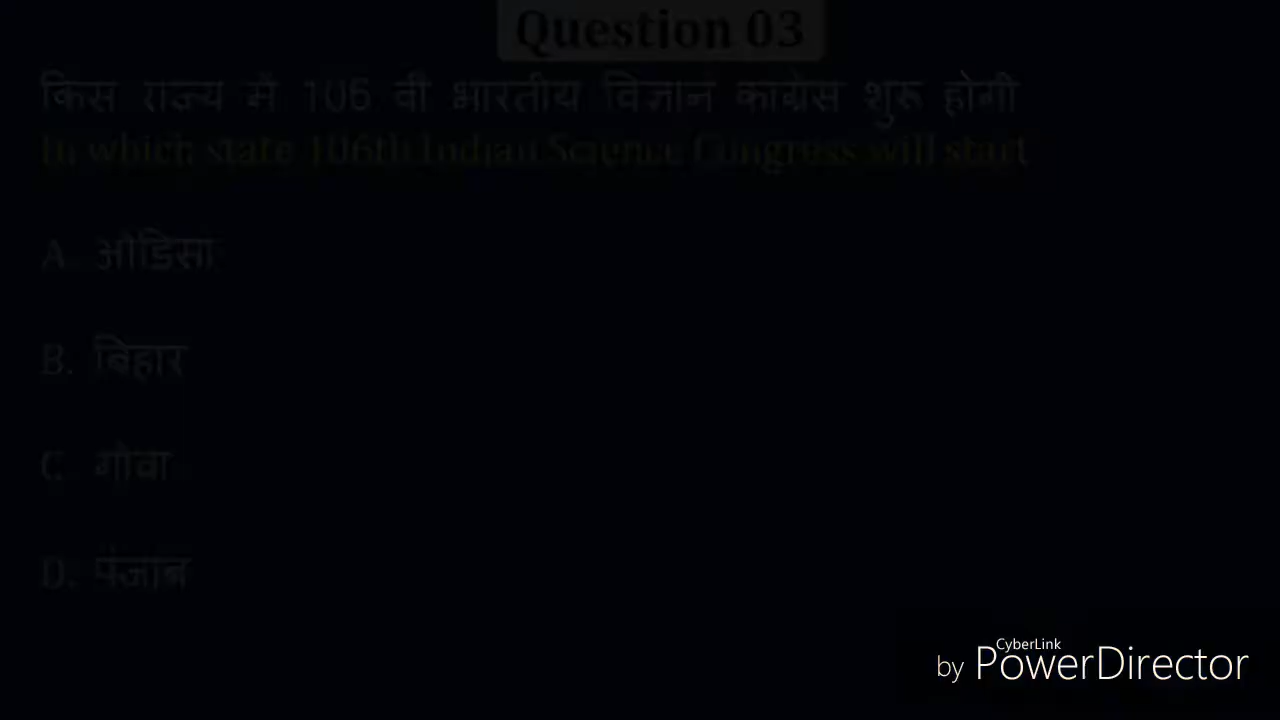 Question 03
किस राज्य में 106 वी भारतीय विज्ञान कांग्रेस शुरू होगी
In which state 106th Indian Science Congress will start
A. ओडिसा
B. बिहार
C. गोवा
D. पंजाब
by CyberLink PowerDirector